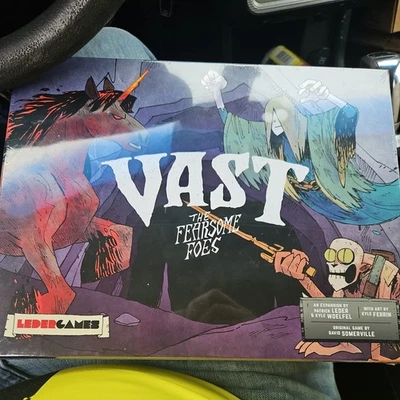 VAST
THE
FEARSOME
FOES
LEDERGAMES
AN EXPANSION BY
PATRICK LEDER
& KYLE WOELFEL
WITH ART BY
KYLE FERRIN
ORIGINAL GAME BY
DAVID SOMERVILLE